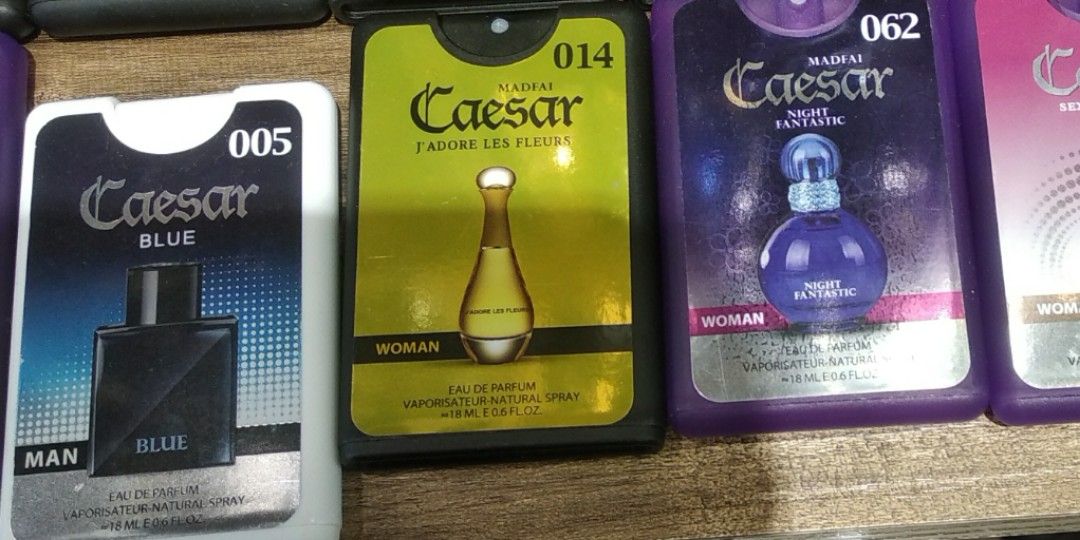 005
Caesar
BLUE
BLUE
MAN
EAU DE PARFUM
VAPORISATEUR-NATURAL SPRAY
≈18 ML E 0.6 FL.OZ.
014
MADFAI
Caesar
J'ADORE LES FLEURS
J'ADORE LES FLEURS
WOMAN
EAU DE PARFUM
VAPORISATEUR-NATURAL SPRAY
≈18 ML E 0.6 FL.OZ.
062
MADFAI
Caesar
NIGHT
FANTASTIC
NIGHT
FANTASTIC
WOMAN
EAU DE PARFUM
VAPORISATEUR-NATURAL
≈18 ML E 0.6 FL.OZ.